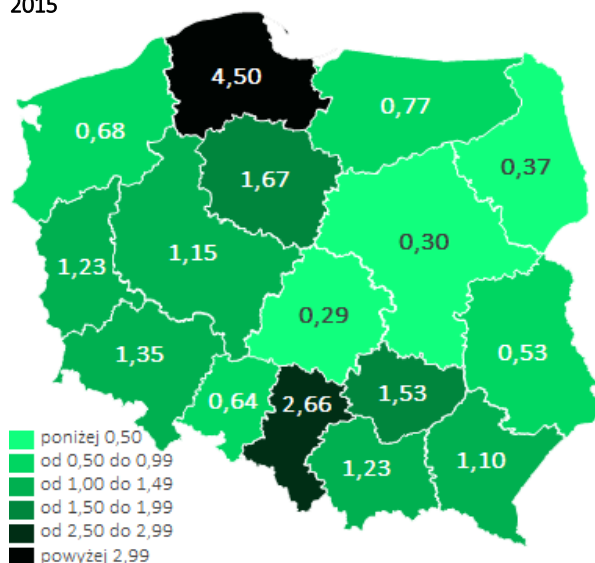 2015
4,50
0,77
0,68
0,37
1,67
0,30
1,15
1,23
0,29
1,35
0,53
0,64
2,66
1,53
1,23
1,10
poniżej 0,50
od 0,50 do 0,99
od 1,00 do 1,49
od 1,50 do 1,99
od 2,50 do 2,99
powyżej 2,99